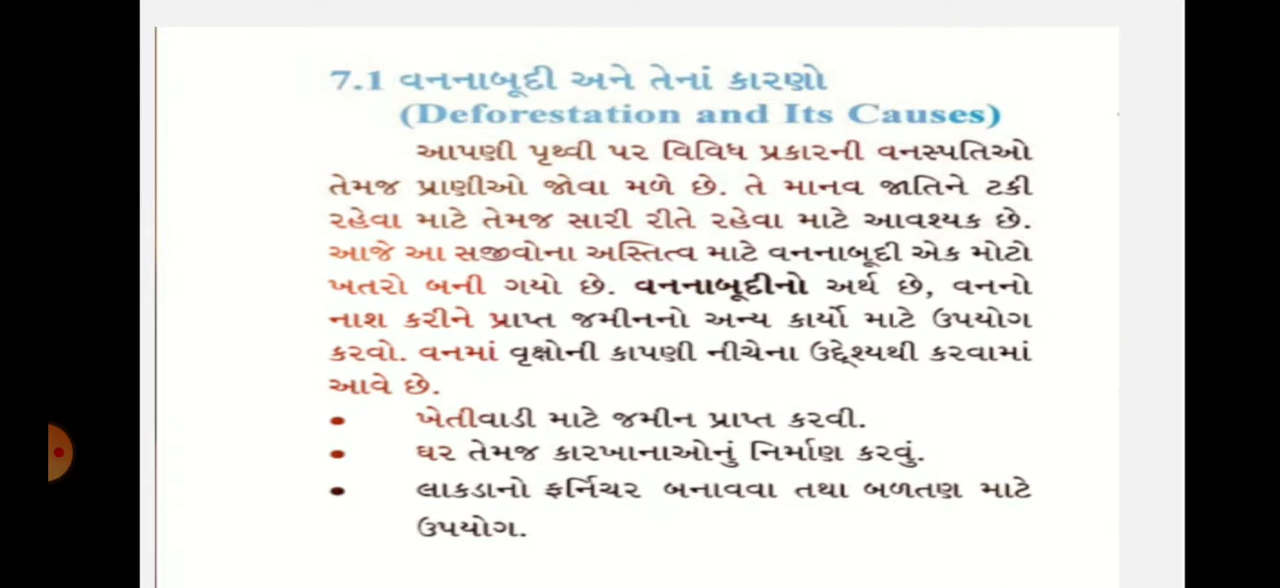 7.1 વનનાબૂદી અને તેનાં કારણો
(Deforestation and Its Causes)
આપણી પૃથ્વી પર વિવિધ પ્રકારની વનસ્પતિઓ
તેમજ પ્રાણીઓ જોવા મળે છે. તે માનવ જાતિને ટકી
રહેવા માટે તેમજ સારી રીતે રહેવા માટે આવશ્યક છે.
આજે આ સજીવોના અસ્તિત્વ માટે વનનાબૂદી એક મોટો
ખતરો બની ગયો છે. વનનાબૂદીનો અર્થ છે, વનનો
નાશ કરીને પ્રાપ્ત જમીનનો અન્ય કાર્યો માટે ઉપયોગ
કરવો. વનમાં વૃક્ષોની કાપણી નીચેના ઉદ્દેશ્યથી કરવામાં
આવે છે.
• ખેતીવાડી માટે જમીન પ્રાપ્ત કરવી.
• ઘર તેમજ કારખાનાઓનું નિર્માણ કરવું.
• લાકડાનો ફર્નિચર બનાવવા તથા બળતણ માટે
ઉપયોગ.